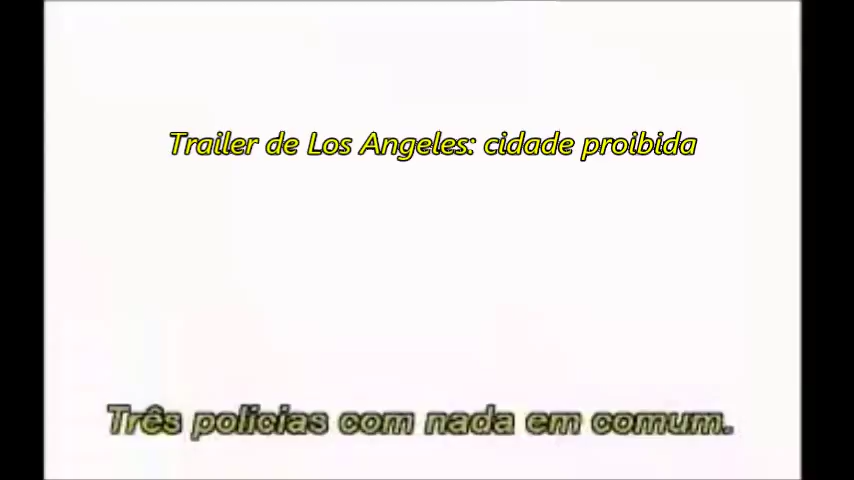 Trailer de Los Angeles: cidade proibida
Três policias com nada em comum.